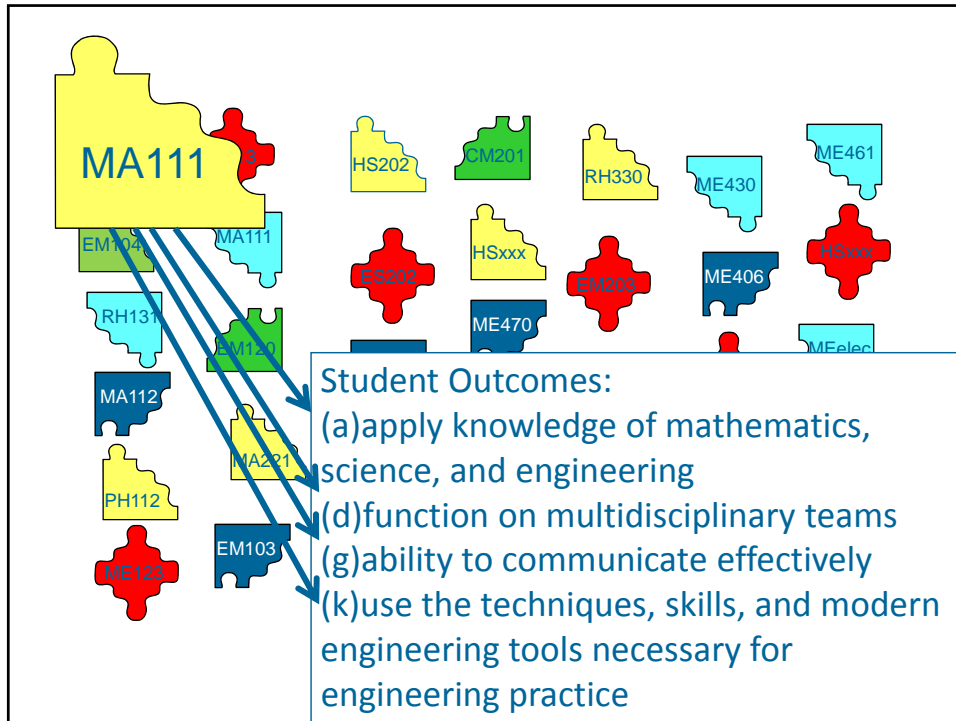 MA111
3
HS202
CM201
RH330
ME430
ME461
EM104
MA111
ES202
HSxxx
EM203
ME406
HSxxx
RH131
EM120
ME470
MEelec
MA112
MA221
PH112
EM103
ME123
Student Outcomes:
(a)apply knowledge of mathematics,
science, and engineering
(d)function on multidisciplinary teams
(g)ability to communicate effectively
(k)use the techniques, skills, and modern
engineering tools necessary for
engineering practice